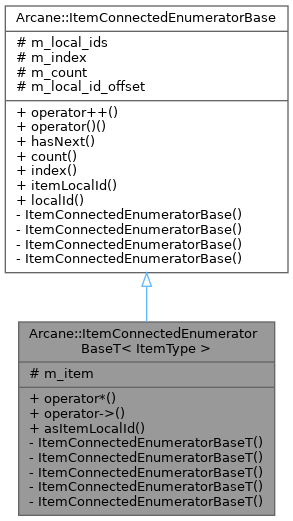 Arcane::ItemConnectedEnumeratorBase
# m_local_ids
# m_index
# m_count
# m_local_id_offset
+ operator++()
+ operator()()
+ hasNext()
+ count()
+ index()
+ itemLocalId()
+ localId()
- ItemConnectedEnumeratorBase()
- ItemConnectedEnumeratorBase()
- ItemConnectedEnumeratorBase()
- ItemConnectedEnumeratorBase()
Arcane::ItemConnectedEnumerator
BaseT< ItemType >
# m_item
+ operator*()
+ operator->()
+ asItemLocalId()
- ItemConnectedEnumeratorBaseT()
- ItemConnectedEnumeratorBaseT()
- ItemConnectedEnumeratorBaseT()
- ItemConnectedEnumeratorBaseT()
- ItemConnectedEnumeratorBaseT()